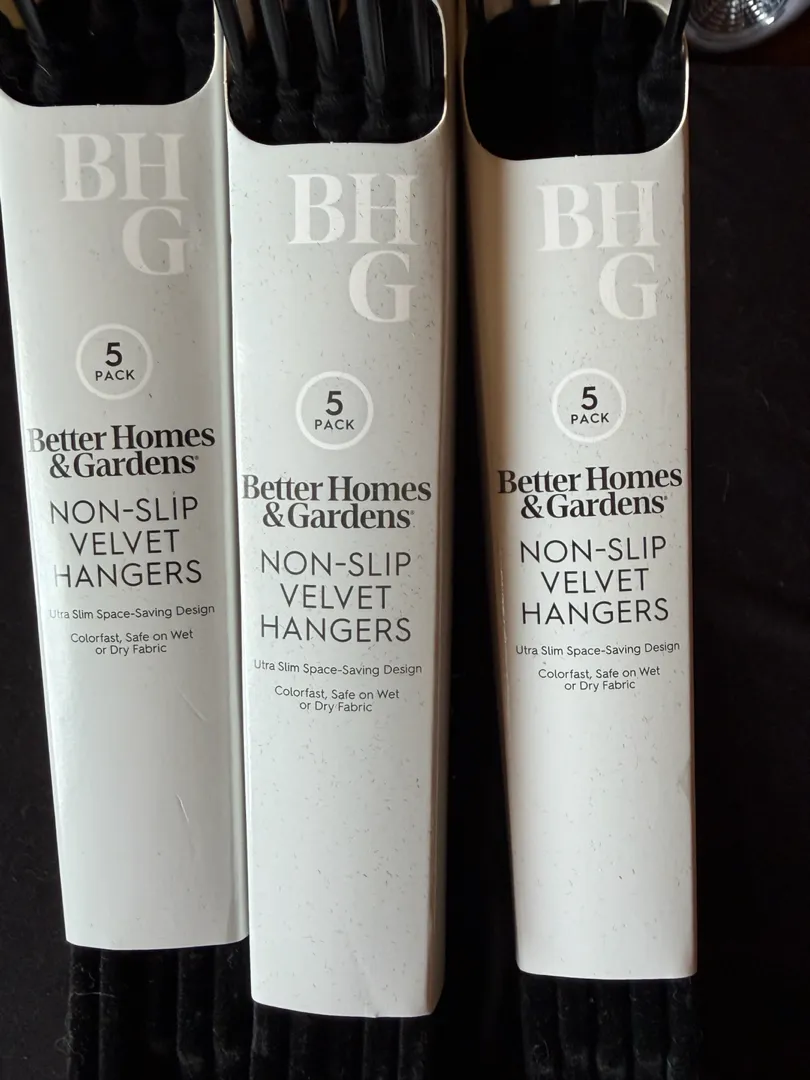 BH
G
5
PACK
Better Homes
& Gardens®
NON-SLIP
VELVET
HANGERS
Utra Slim Space-Saving Design
Colorfast, Safe on Wet
or Dry Fabric
BH
G
5
PACK
Better Homes
& Gardens®
NON-SLIP
VELVET
HANGERS
Utra Slim Space-Saving Design
Colorfast, Safe on Wet
or Dry Fabric
BH
G
5
PACK
Better Homes
& Gardens®
NON-SLIP
VELVET
HANGERS
Utra Slim Space-Saving Design
Colorfast, Safe on Wet
or Dry Fabric